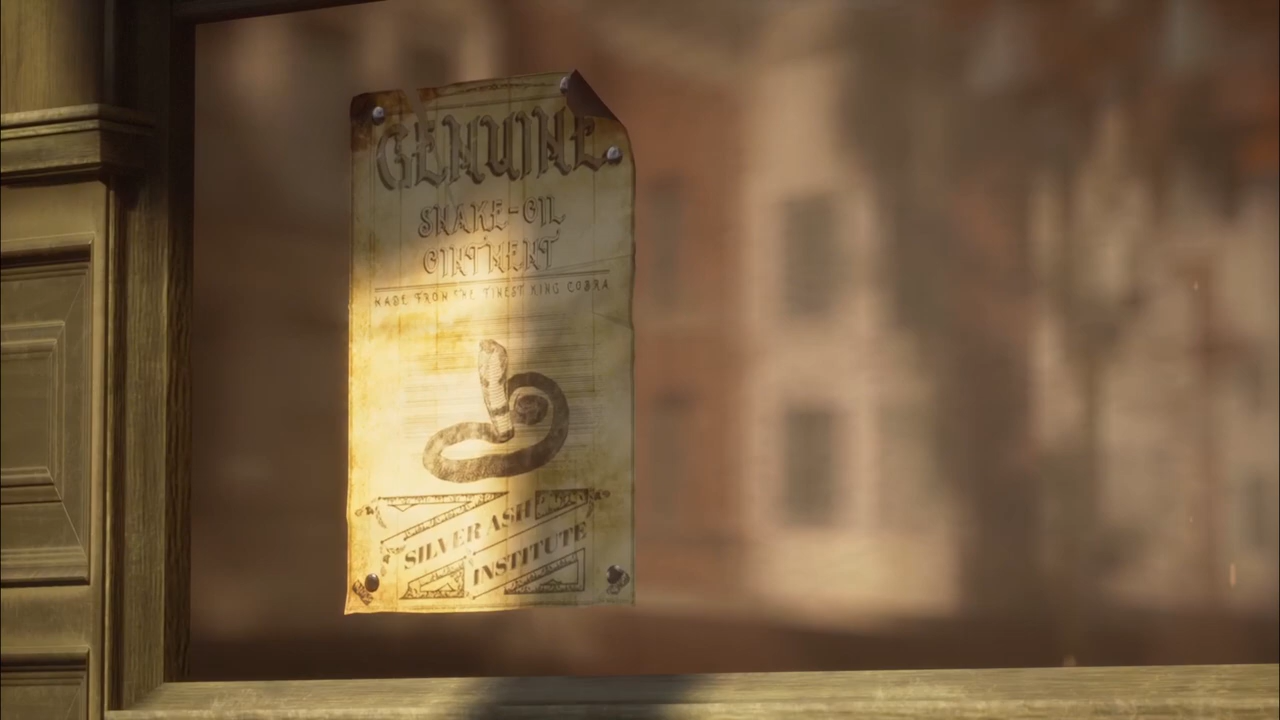 GENUINE
SNAKE-OIL
OINTMENT
MADE FROM THE FINEST KING COBRA
SILVER ASH
INSTITUTE